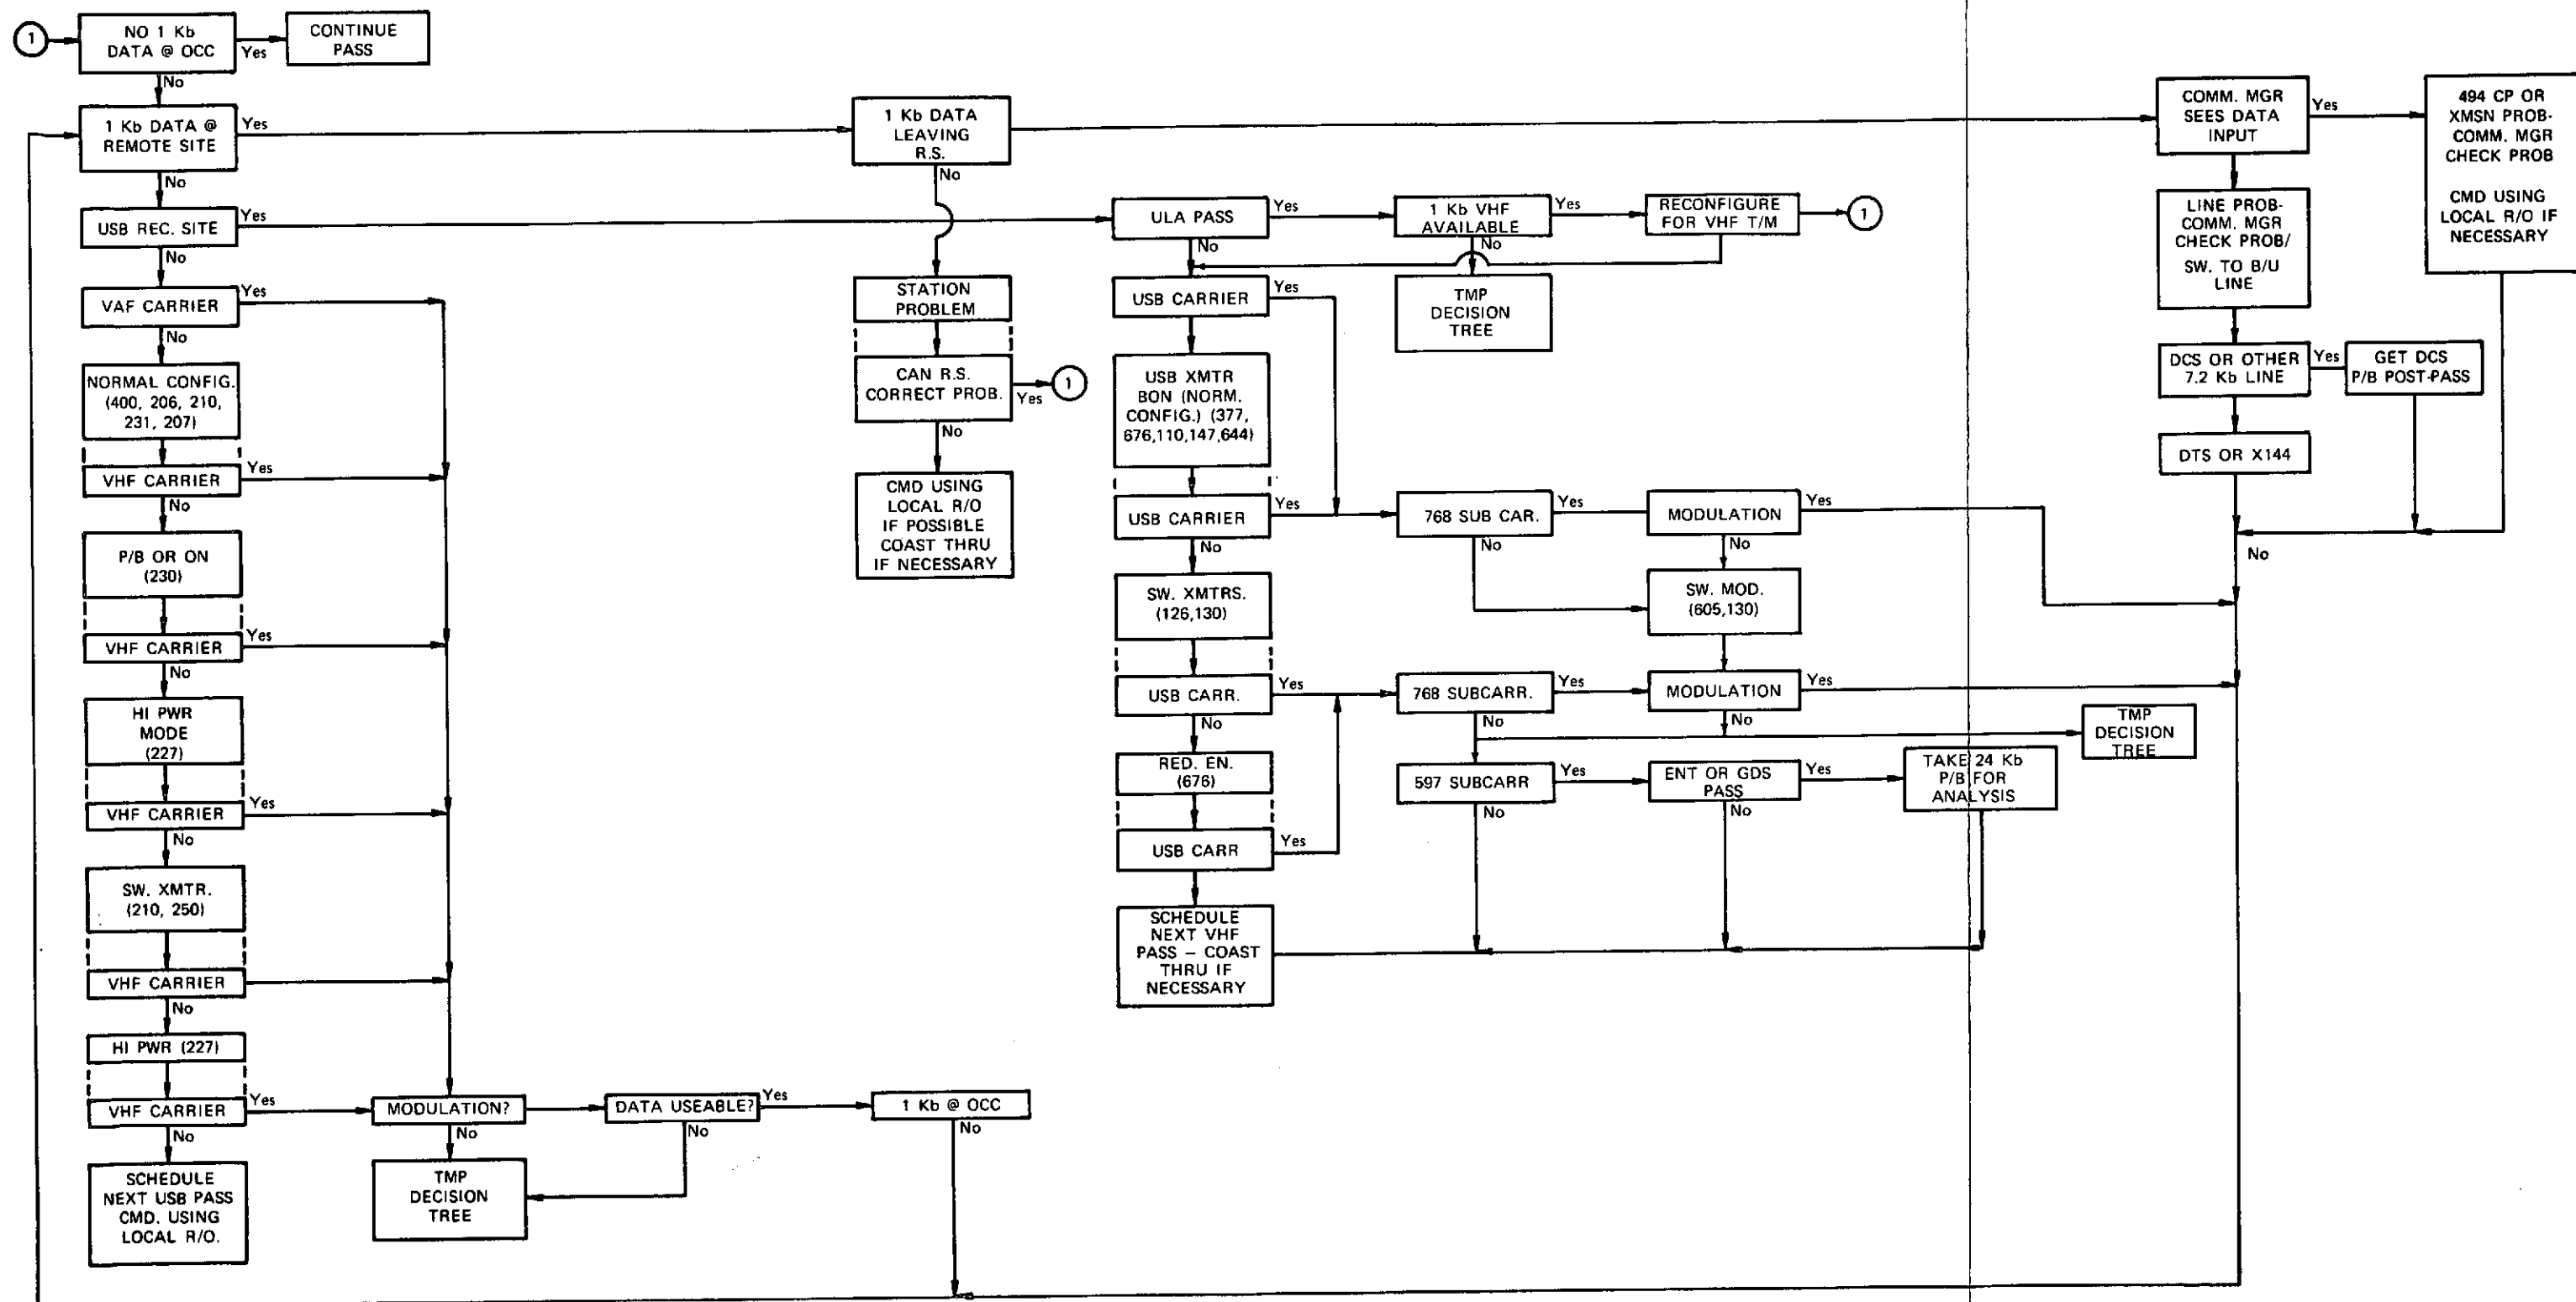 1
NO 1 Kb
DATA @ OCC
Yes
CONTINUE
PASS
No
1 Kb DATA @
REMOTE SITE
Yes
No
USB REC. SITE
Yes
No
VAF CARRIER
Yes
No
NORMAL CONFIG.
(400, 206, 210,
231, 207)
VHF CARRIER
Yes
No
P/B OR ON
(230)
VHF CARRIER
Yes
No
HI PWR
MODE
(227)
VHF CARRIER
Yes
No
SW. XMTR.
(210, 250)
VHF CARRIER
No
HI PWR (227)
VHF CARRIER
Yes
No
SCHEDULE
NEXT USB PASS
CMD. USING
LOCAL R/O.
MODULATION?
No
TMP
DECISION
TREE
DATA USEABLE?
Yes
No
1 Kb @ OCC
No
1 Kb DATA
LEAVING
R.S.
No
STATION
PROBLEM
CAN R.S.
CORRECT PROB.
Yes
1
No
CMD USING
LOCAL R/O
IF POSSIBLE
COAST THRU
IF NECESSARY
ULA PASS
Yes
No
1 Kb VHF
AVAILABLE
Yes
No
RECONFIGURE
FOR VHF T/M
1
TMP
DECISION
TREE
USB CARRIER
Yes
USB XMTR
BON (NORM.
CONFIG.) (377,
676,110,147,644)
USB CARRIER
Yes
No
768 SUB CAR.
Yes
No
MODULATION
Yes
No
SW. XMTRS.
(126,130)
SW. MOD.
(605,130)
USB CARR.
Yes
No
768 SUBCARR.
Yes
No
MODULATION
Yes
No
TMP
DECISION
TREE
RED. EN.
(676)
597 SUBCARR
Yes
No
ENT OR GDS
PASS
Yes
No
TAKE 24 Kb
P/B FOR
ANALYSIS
USB CARR
Yes
SCHEDULE
NEXT VHF
PASS – COAST
THRU IF
NECESSARY
COMM. MGR
SEES DATA
INPUT
Yes
494 CP OR
XMSN PROB-
COMM. MGR
CHECK PROB
CMD USING
LOCAL R/O IF
NECESSARY
LINE PROB-
COMM. MGR
CHECK PROB/
SW. TO B/U
LINE
DCS OR OTHER
7.2 Kb LINE
Yes
GET DCS
P/B POST-PASS
DTS OR X144
No